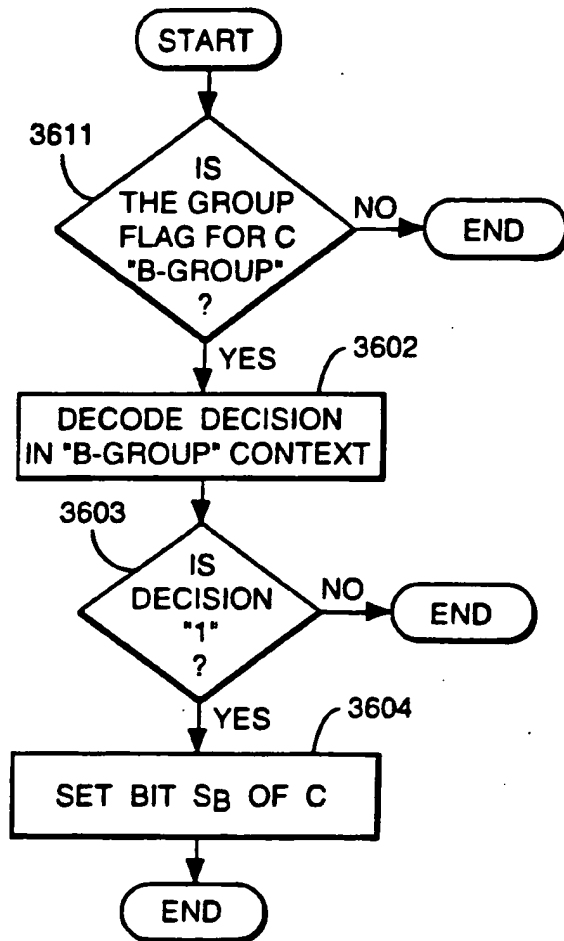 START
3611
IS
THE GROUP
FLAG FOR C
"B-GROUP"
?
NO
END
YES
3602
DECODE DECISION
IN "B-GROUP" CONTEXT
3603
IS
DECISION
"1"
?
NO
END
YES
3604
SET BIT SB OF C
END